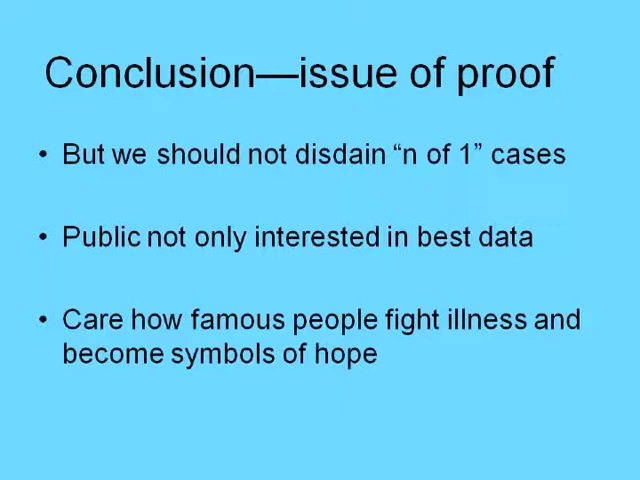 Conclusion—issue of proof
• But we should not disdain “n of 1” cases
• Public not only interested in best data
• Care how famous people fight illness and
become symbols of hope